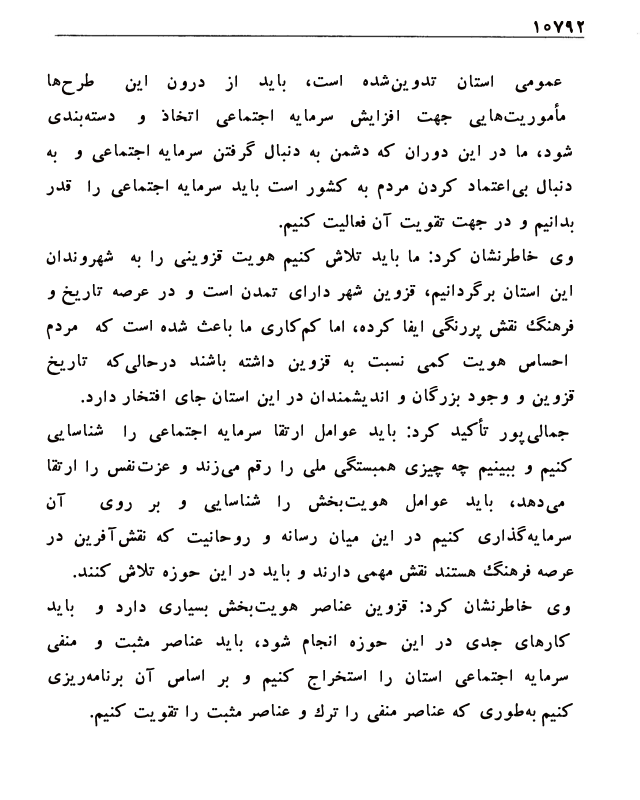 ۱۰۷۹۲
عمومی استان تدوین‌شده است، باید از درون این طرح‌ها
مأموریت‌هایی جهت افزایش سرمایه اجتماعی اتخاذ و دسته‌بندی
شود، ما در این دوران که دشمن به دنبال گرفتن سرمایه اجتماعی و به
دنبال بی‌اعتماد کردن مردم به کشور است باید سرمایه اجتماعی را قدر
بدانیم و در جهت تقویت آن فعالیت کنیم.
وی خاطرنشان کرد: ما باید تلاش کنیم هویت قزوینی را به شهروندان
این استان برگردانیم، قزوین شهر دارای تمدن است و در عرصه تاریخ و
فرهنگ نقش پررنگی ایفا کرده، اما کم‌کاری ما باعث شده است که مردم
احساس هویت کمی نسبت به قزوین داشته باشند درحالی‌که تاریخ
قزوین و وجود بزرگان و اندیشمندان در این استان جای افتخار دارد.
جمالی‌پور تأکید کرد: باید عوامل ارتقا سرمایه اجتماعی را شناسایی
کنیم و ببینیم چه چیزی همبستگی ملی را رقم می‌زند و عزت‌نفس را ارتقا
می‌دهد، باید عوامل هویت‌بخش را شناسایی و بر روی آن
سرمایه‌گذاری کنیم در این میان رسانه و روحانیت که نقش‌آفرین در
عرصه فرهنگ هستند نقش مهمی دارند و باید در این حوزه تلاش کنند.
وی خاطرنشان کرد: قزوین عناصر هویت‌بخش بسیاری دارد و باید
کارهای جدی در این حوزه انجام شود، باید عناصر مثبت و منفی
سرمایه اجتماعی استان را استخراج کنیم و بر اساس آن برنامه‌ریزی
کنیم به‌طوری که عناصر منفی را ترک و عناصر مثبت را تقویت کنیم.